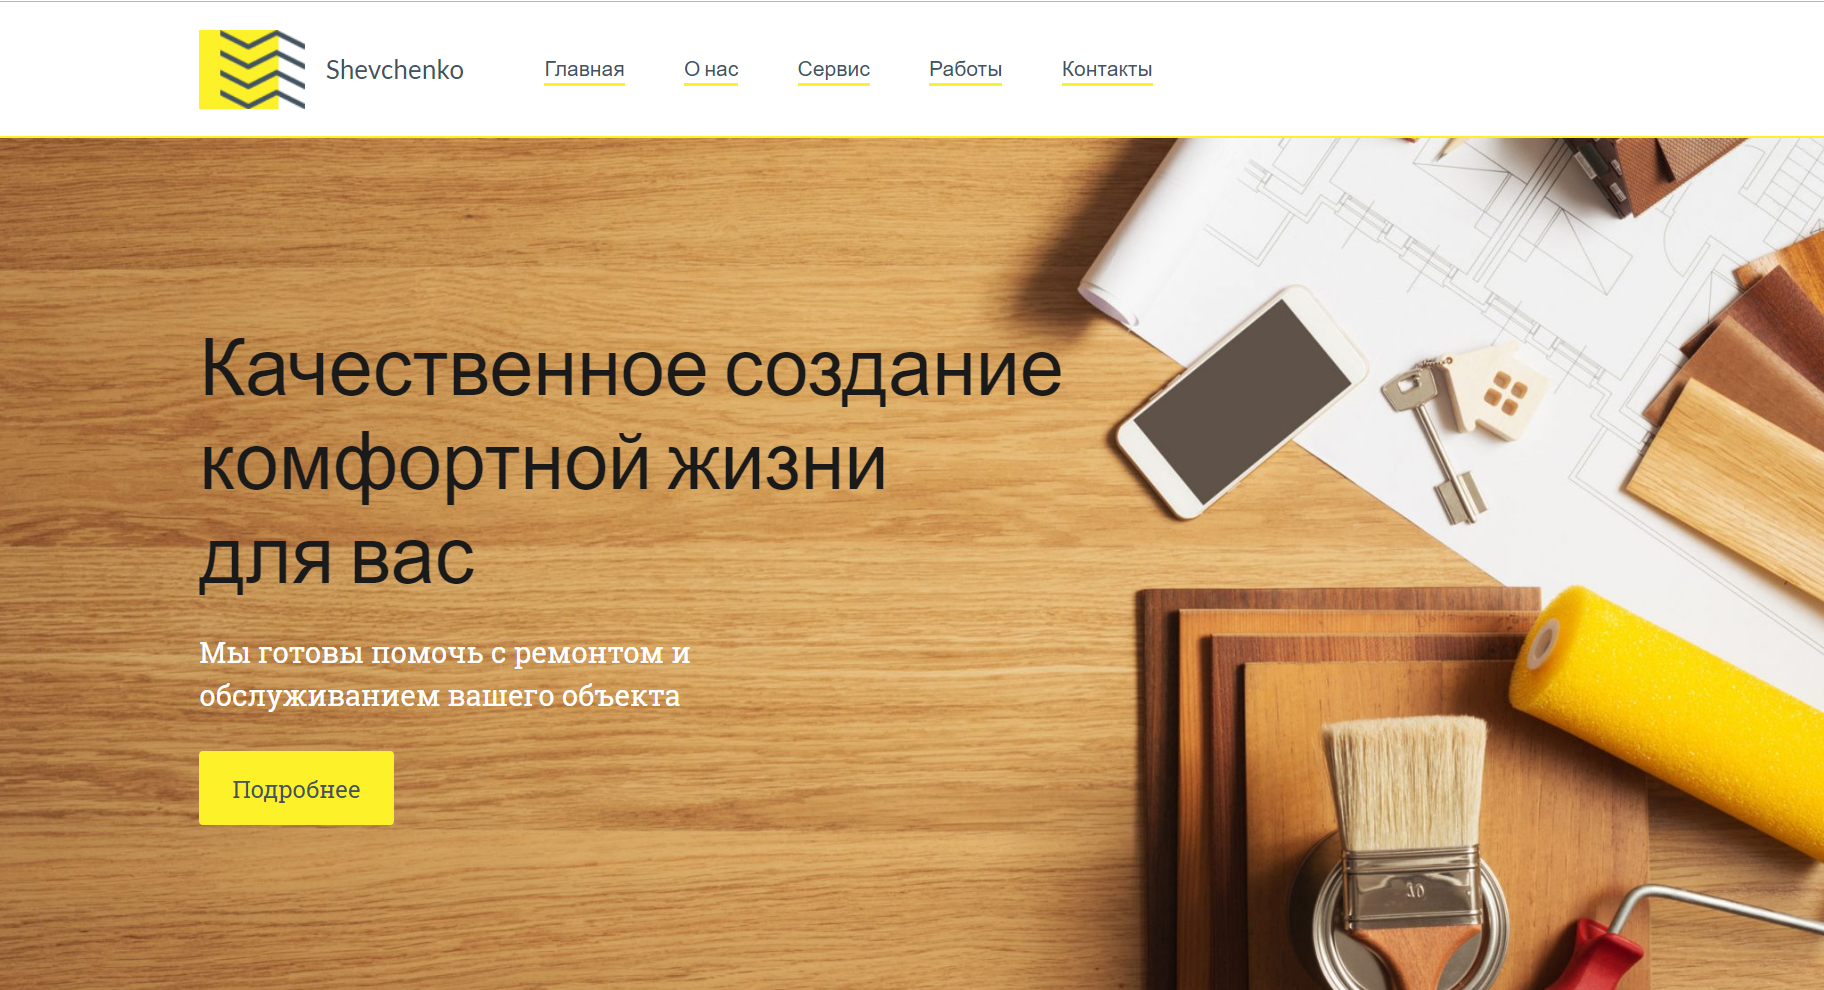 Shevchenko
Главная
О нас
Сервис
Работы
Контакты
Качественное создание
комфортной жизни
для вас
Мы готовы помочь с ремонтом и
обслуживанием вашего объекта
Подробнее